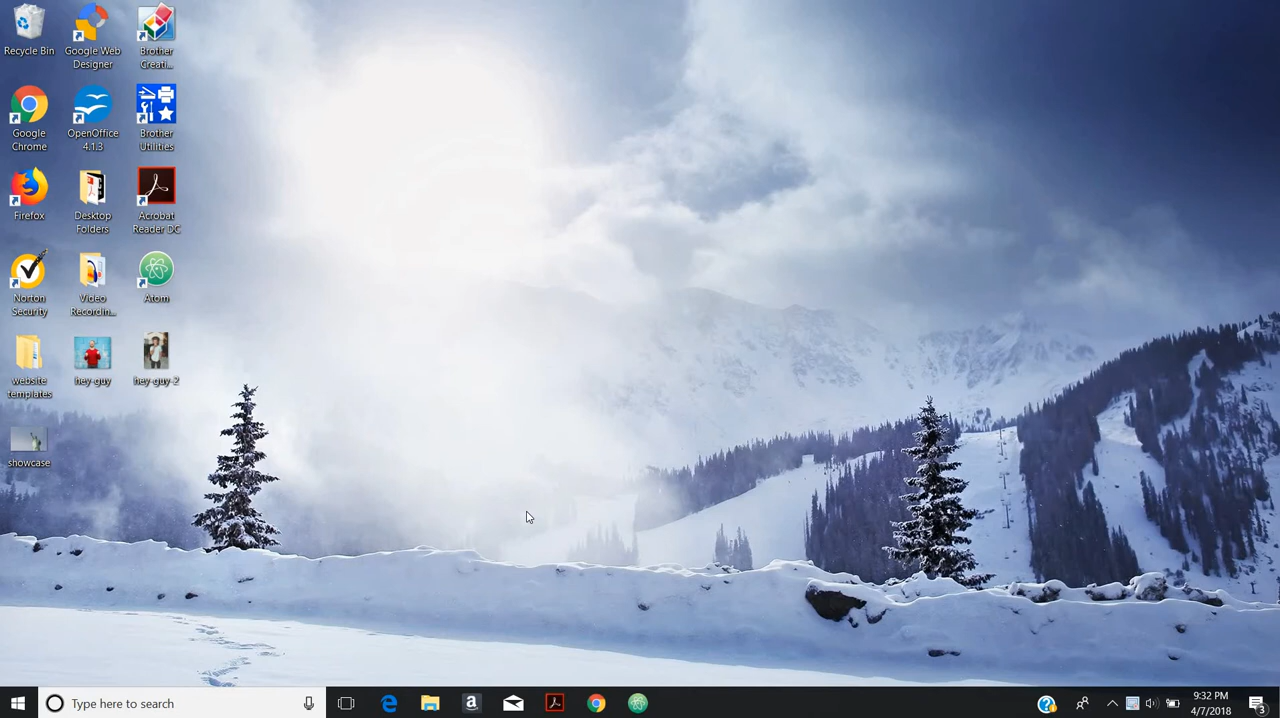 Recycle Bin
Google Web
Designer
Brother
Creati...
Google
Chrome
OpenOffice
4.1.3
Brother
Utilities
Firefox
Desktop
Folders
Acrobat
Reader DC
Norton
Security
Video
Recordin...
Atom
website
templates
hey-guy
hey-guy-2
showcase
Type here to search
9:32 PM
4/7/2018
3